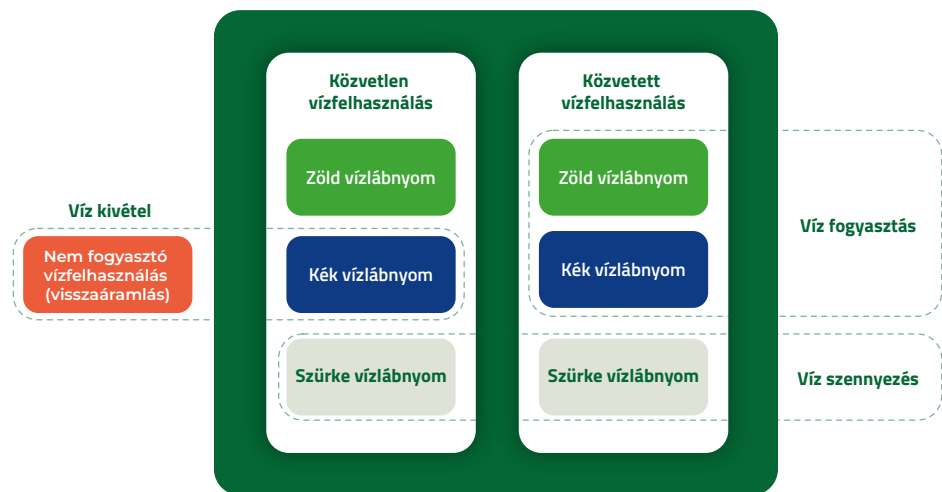 Közvetlen
vízfelhasználás
Zöld vízlábnyom
Kék vízlábnyom
Szürke vízlábnyom
Közvetett
vízfelhasználás
Zöld vízlábnyom
Kék vízlábnyom
Szürke vízlábnyom
Víz kivétel
Nem fogyasztó
vízfelhasználás
(visszaáramlás)
Víz fogyasztás
Víz szennyezés